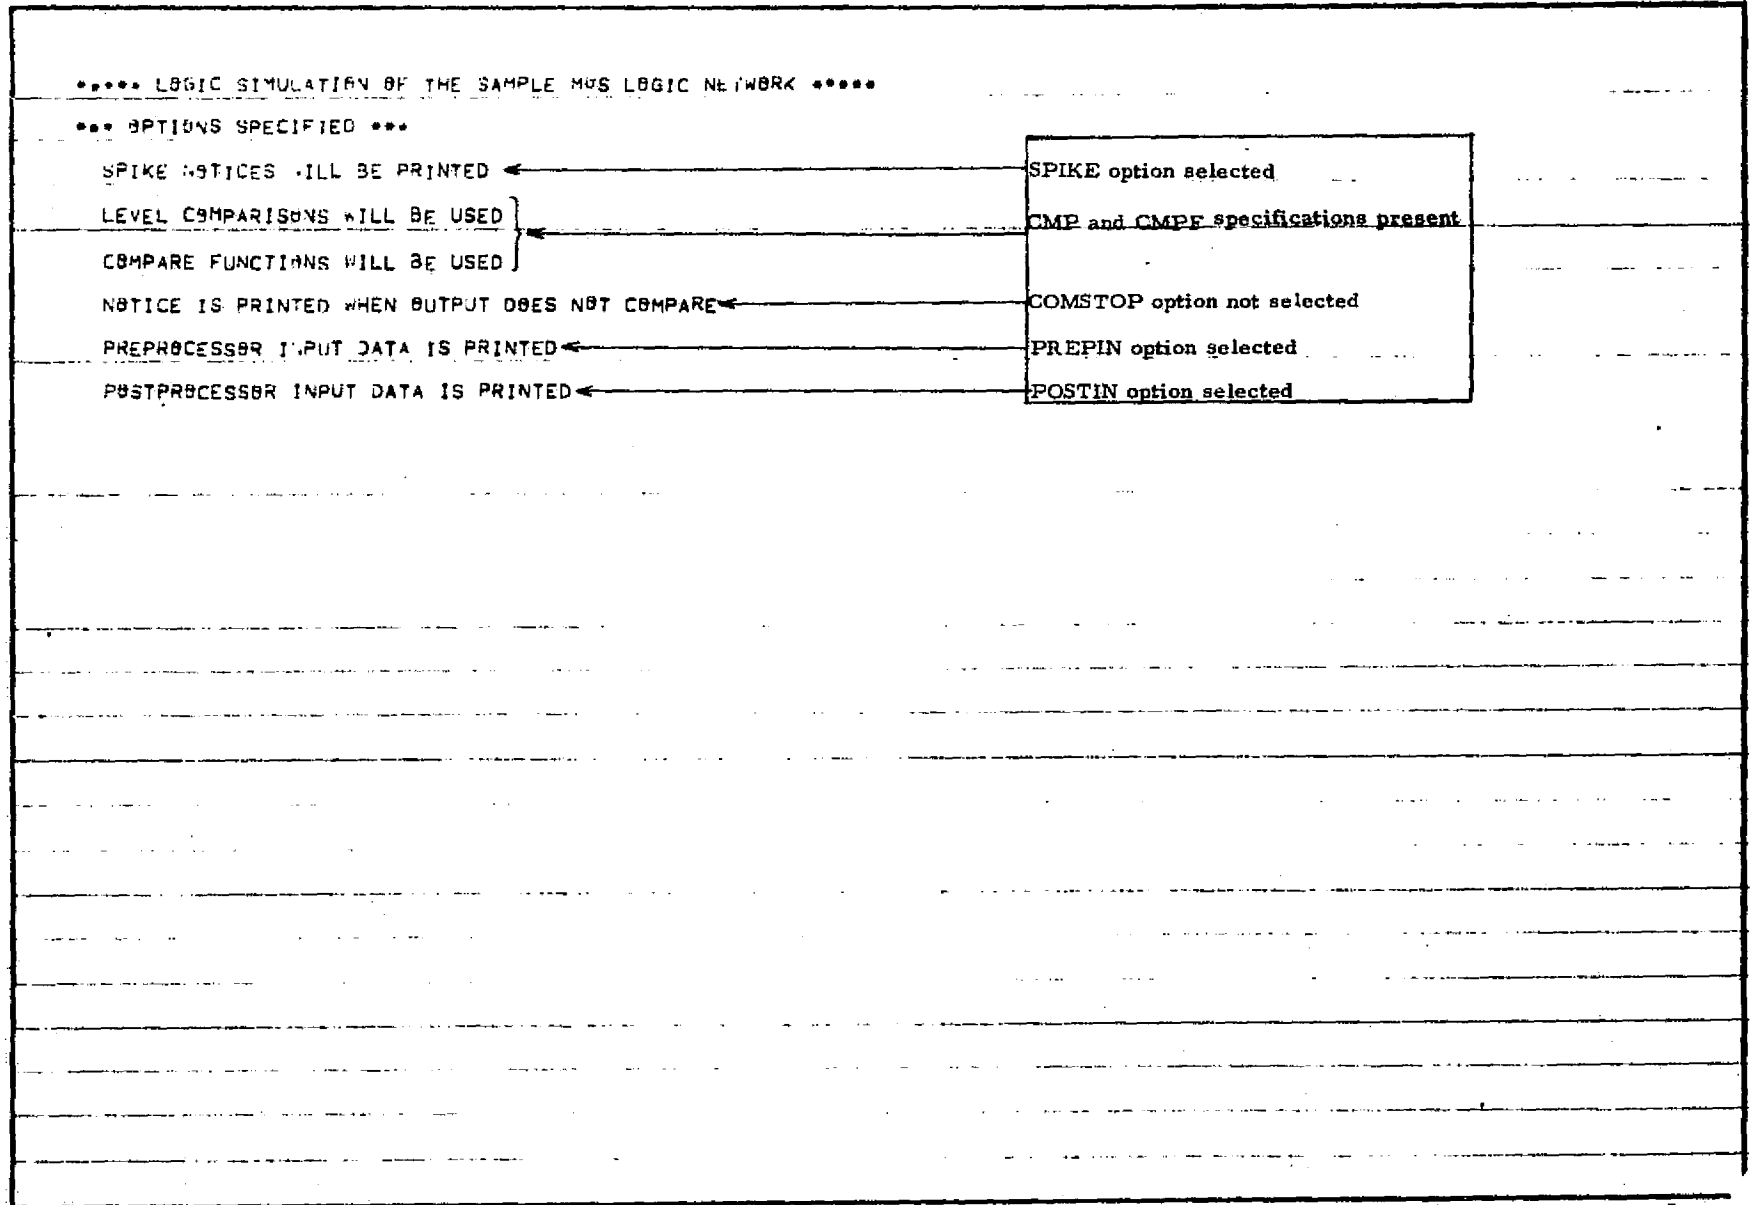 ***** LOGIC SIMULATION OF THE SAMPLE MOS LOGIC NETWORK *****
*** OPTIONS SPECIFIED ***
SPIKE NOTICES WILL BE PRINTED
SPIKE option selected
LEVEL COMPARISONS WILL BE USED
CMP and CMPF specifications present
COMPARE FUNCTIONS WILL BE USED
NOTICE IS PRINTED WHEN OUTPUT DOES NOT COMPARE
COMSTOP option not selected
PREPROCESSOR INPUT DATA IS PRINTED
PREPIN option selected
POSTPROCESSOR INPUT DATA IS PRINTED
POSTIN option selected